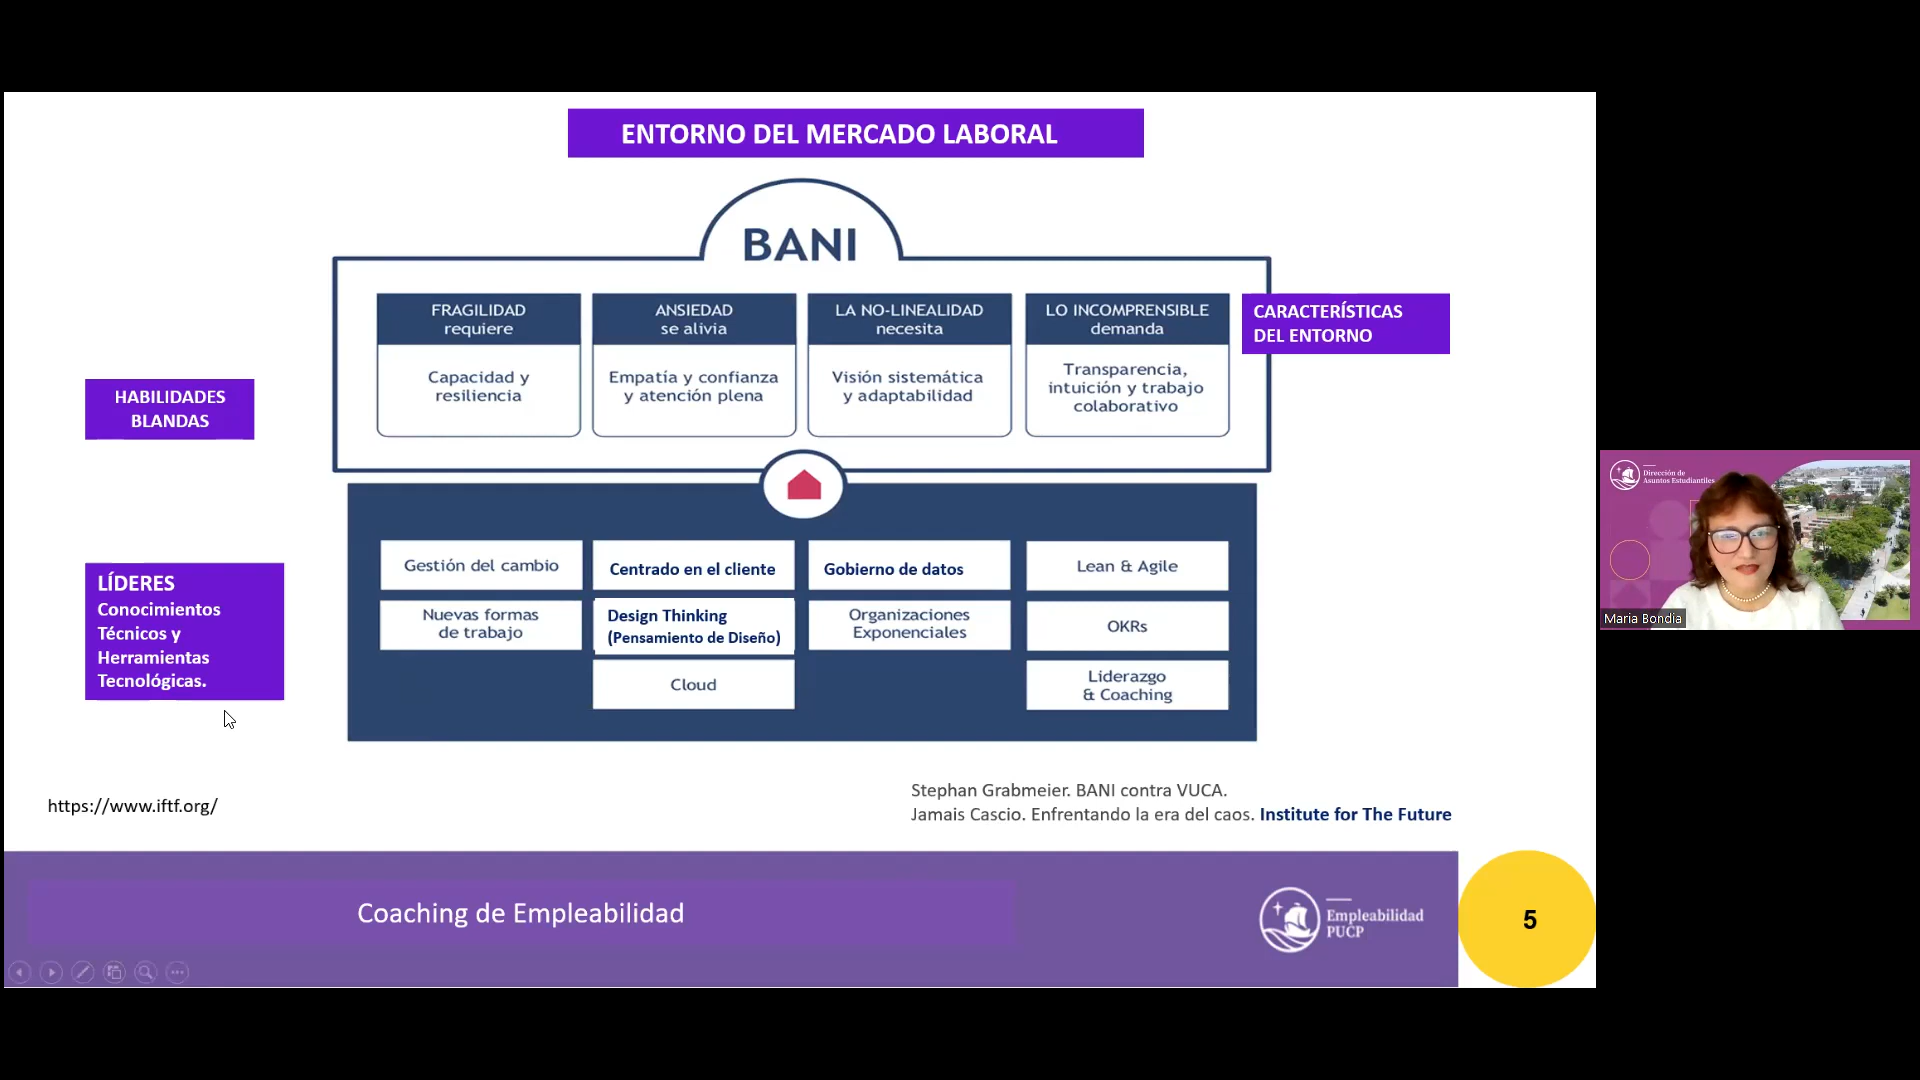 ENTORNO DEL MERCADO LABORAL
BANI
FRAGILIDAD
requiere
Capacidad y
resiliencia
ANSIEDAD
se alivia
Empatía y confianza
y atención plena
LA NO-LINEALIDAD
necesita
Visión sistemática
y adaptabilidad
LO INCOMPRENSIBLE
demanda
Transparencia,
intuición y trabajo
colaborativo
CARACTERÍSTICAS
DEL ENTORNO
HABILIDADES
BLANDAS
LÍDERES
Conocimientos
Técnicos y
Herramientas
Tecnológicas.
Gestión del cambio
Nuevas formas
de trabajo
Centrado en el cliente
Design Thinking
(Pensamiento de Diseño)
Cloud
Gobierno de datos
Organizaciones
Exponenciales
Lean & Agile
OKRs
Liderazgo
& Coaching
https://www.iftf.org/
Stephan Grabmeier. BANI contra VUCA.
Jamais Cascio. Enfrentando la era del caos. Institute for The Future
Coaching de Empleabilidad
Empleabilidad
PUCP
5
Dirección de
Asuntos Estudiantiles
Maria Bondia